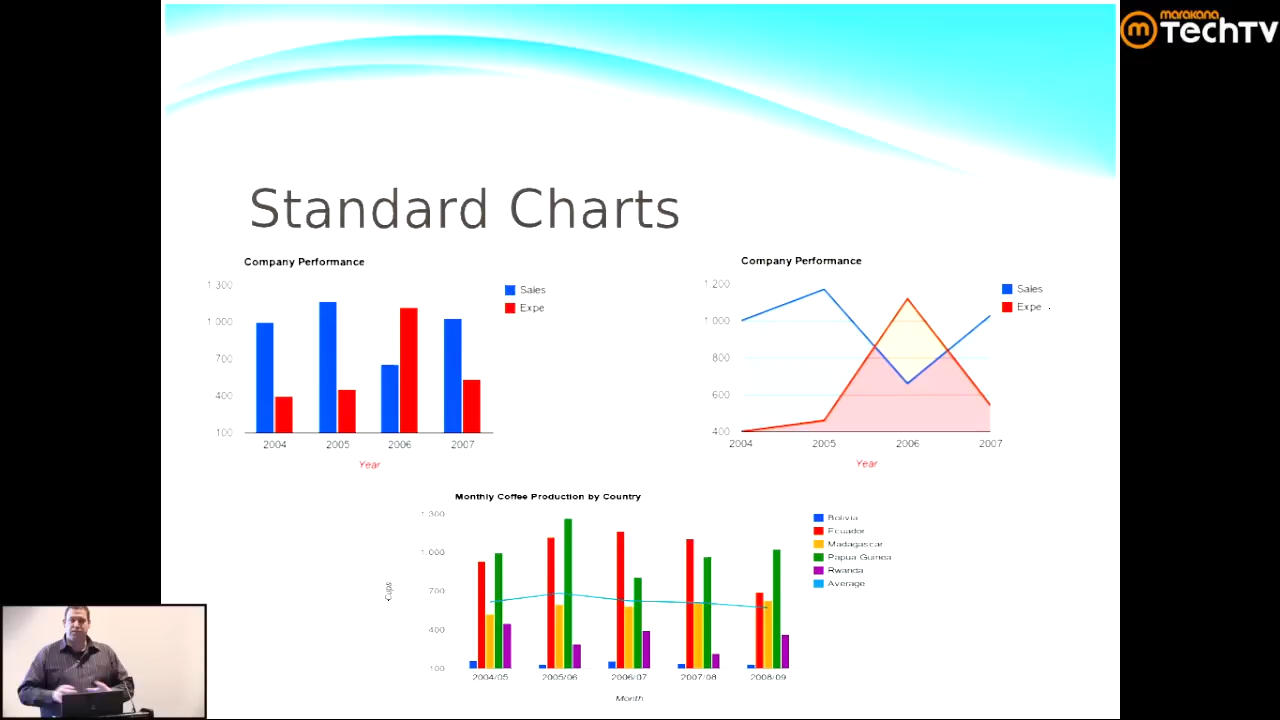 marakana
TechTV
Standard Charts
Company Performance
1 300
1 000
700
400
100
2004 2005 2006 2007
Year
Sales
Expe
Company Performance
1 200
1 000
800
600
400
2004 2005 2006 2007
Year
Sales
Expe
Monthly Coffee Production by Country
1 300
1 000
700
400
100
Cups
2004/05 2005/06 2006/07 2007/08 2008/09
Month
Bolivia
Ecuador
Madagascar
Papua Guinea
Rwanda
Average